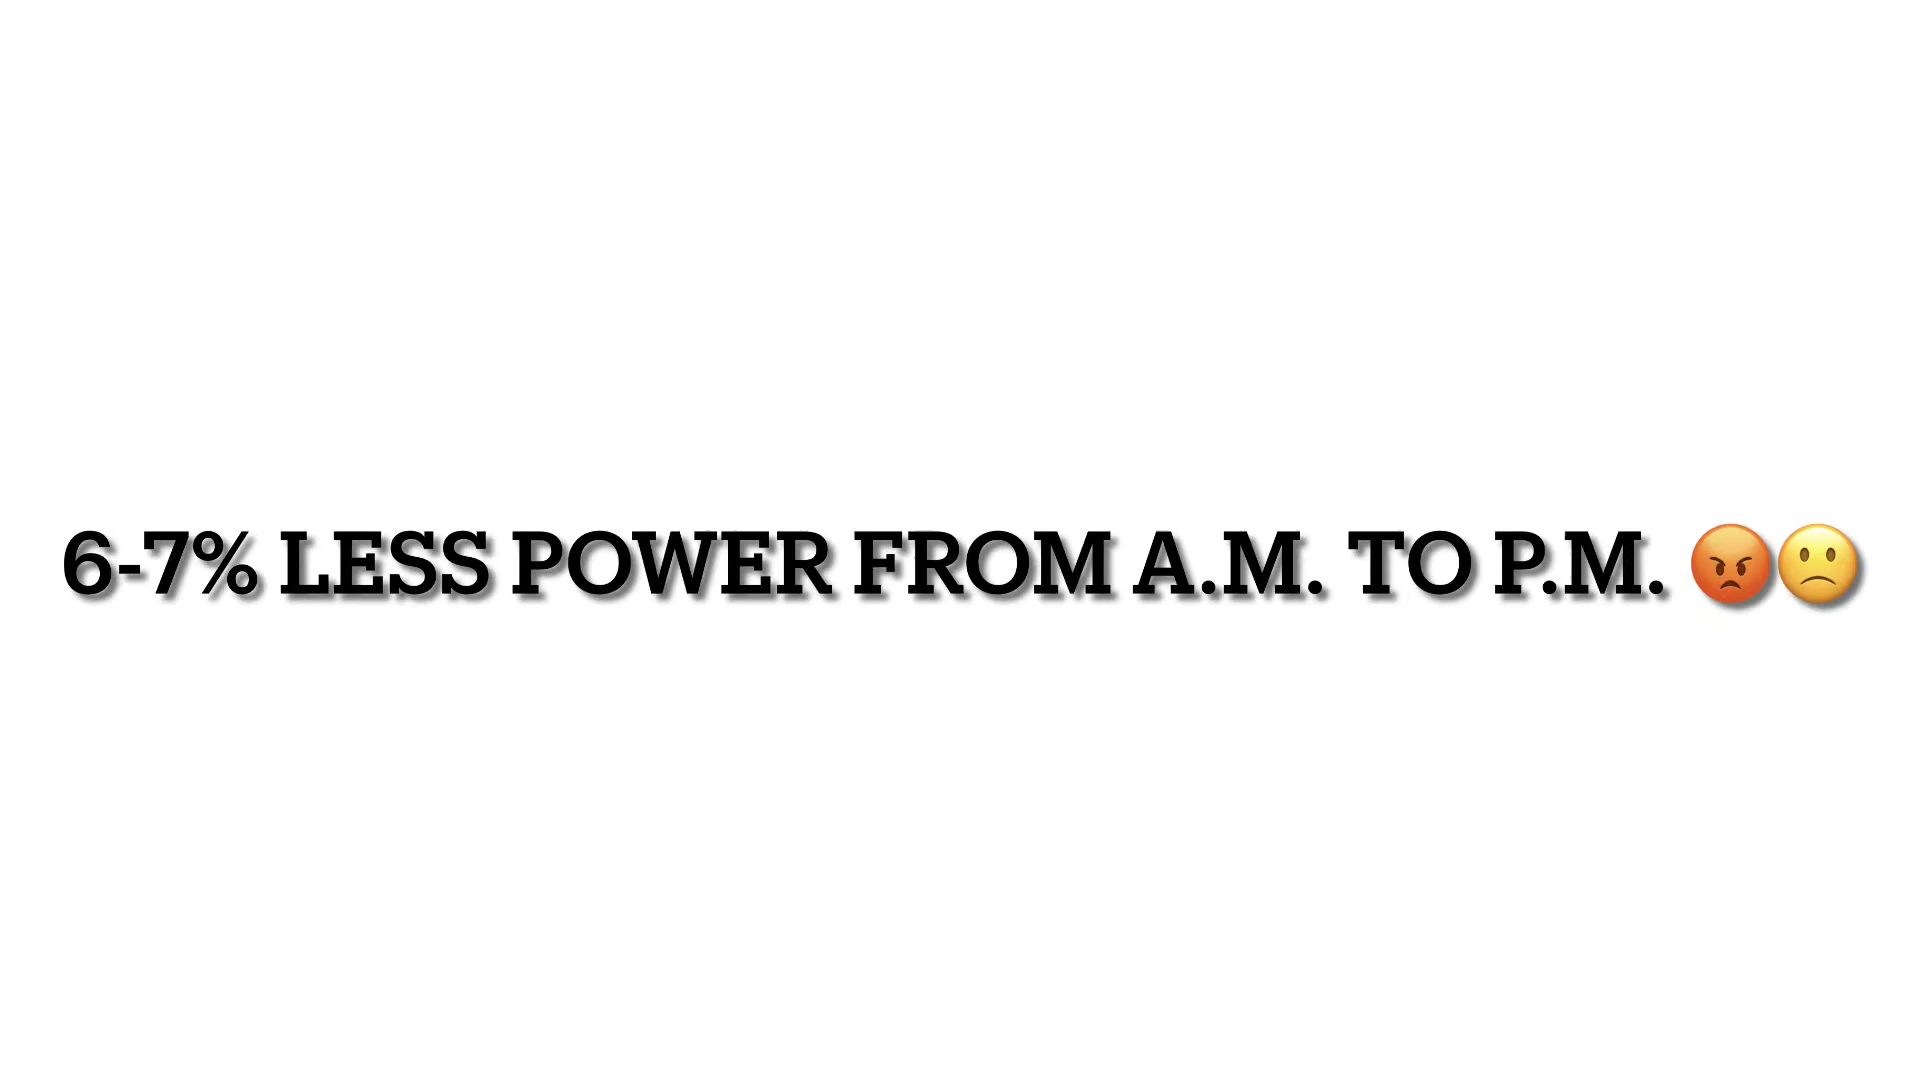 6-7% LESS POWER FROM A.M. TO P.M. 😡🙁